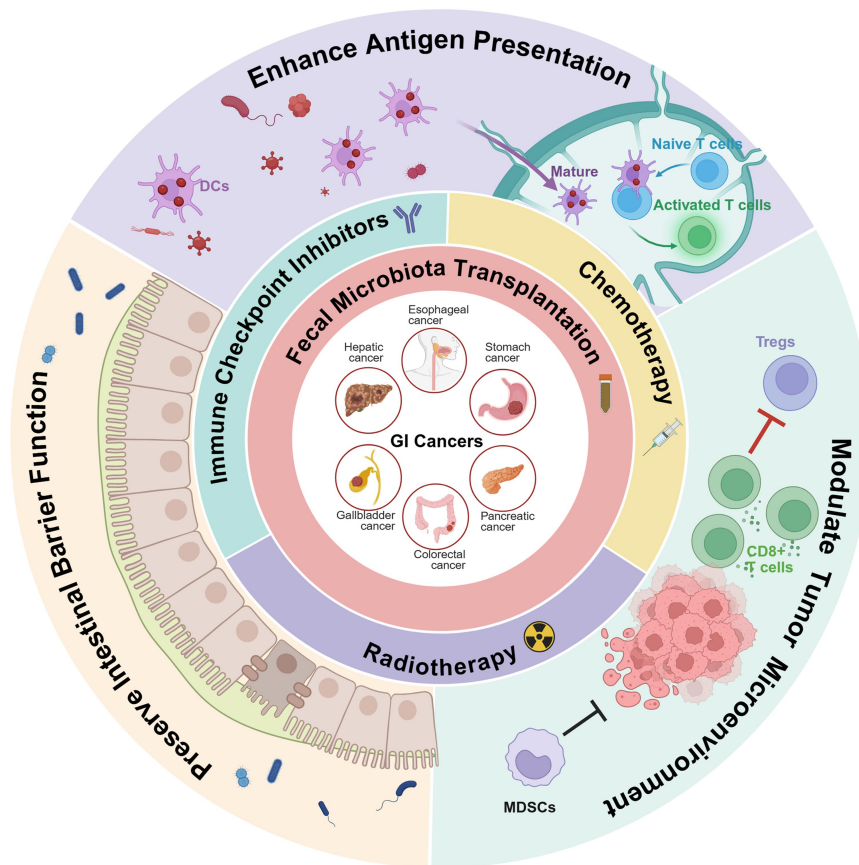 Enhance Antigen Presentation
DCs
Mature
Naive T cells
Activated T cells
Immune Checkpoint Inhibitors
Chemotherapy
Fecal Microbiota Transplantation
Esophageal
cancer
Hepatic
cancer
Stomach
cancer
GI Cancers
Gallbladder
cancer
Pancreatic
cancer
Colorectal
cancer
Radiotherapy
Preserve Intestinal Barrier Function
Tregs
CD8+
T cells
MDSCs
Modulate Tumor Microenvironment